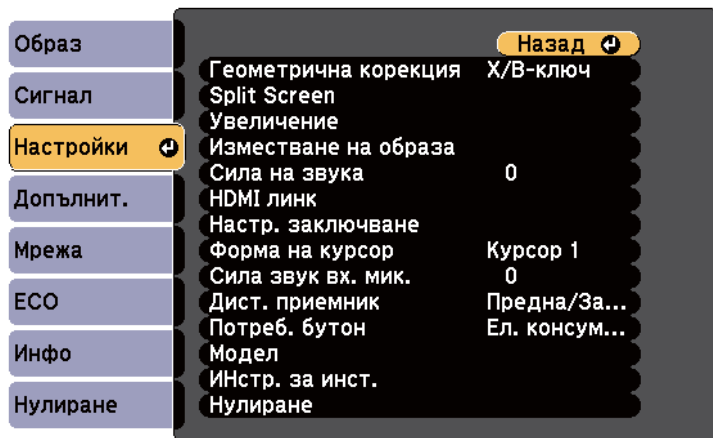 Образ
Сигнал
Настройки
Допълнит.
Мрежа
ECO
Инфо
Нулиране
Назад
Геометрична корекция Х/В-ключ
Split Screen
Увеличение
Изместване на образа
Сила на звука 0
HDMI линк
Настр. заключване
Форма на курсор Курсор 1
Сила звук вх. мик. 0
Дист. приемник Предна/За...
Потреб. бутон Ел. консум...
Модел
ИНстр. за инст.
Нулиране